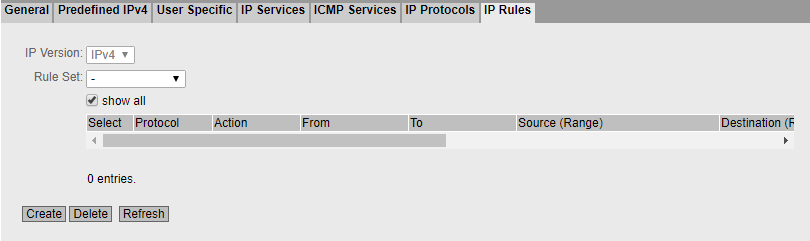 General Predefined IPv4 User Specific IP Services ICMP Services IP Protocols IP Rules
IP Version: IPv4
Rule Set: -
show all
Select Protocol Action From To Source (Range) Destination (R
0 entries.
Create Delete Refresh